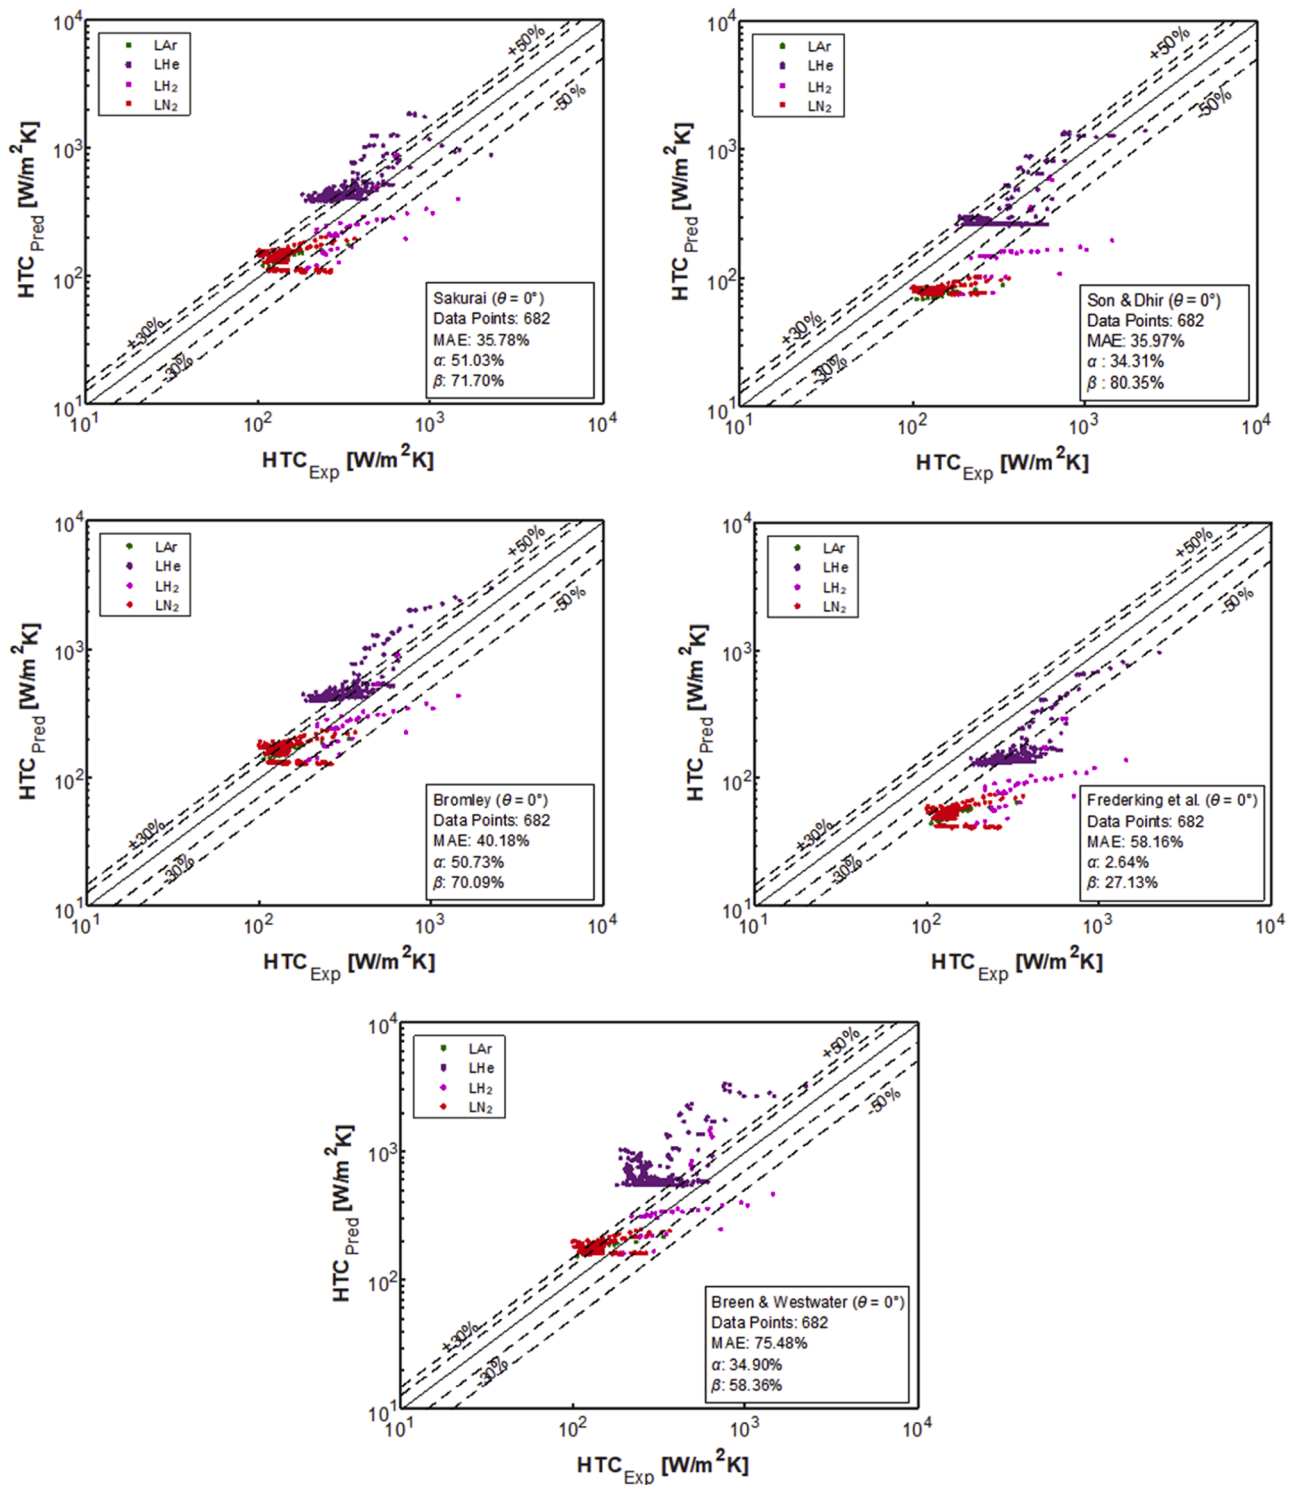 10⁴
+50%
LAr
LHe
LH₂
LN₂
-50%
10³
HTC_Pred [W/m²K]
10²
+30%
-30%
Sakurai (θ = 0°)
Data Points: 682
MAE: 35.78%
α: 51.03%
β: 71.70%
10¹
10¹ 10² 10³ 10⁴
HTC_Exp [W/m²K]
10⁴
+50%
LAr
LHe
LH₂
LN₂
-50%
10³
HTC_Pred [W/m²K]
10²
+30%
-30%
Son & Dhir (θ = 0°)
Data Points: 682
MAE: 35.97%
α : 34.31%
β : 80.35%
10¹
10¹ 10² 10³ 10⁴
HTC_Exp [W/m²K]
10⁴
+50%
LAr
LHe
LH₂
LN₂
-50%
10³
HTC_Pred [W/m²K]
10²
+30%
-30%
Bromley (θ = 0°)
Data Points: 682
MAE: 40.18%
α: 50.73%
β: 70.09%
10¹
10¹ 10² 10³ 10⁴
HTC_Exp [W/m²K]
10⁴
+50%
LAr
LHe
LH₂
LN₂
-50%
10³
HTC_Pred [W/m²K]
10²
+30%
-30%
Frederking et al. (θ = 0°)
Data Points: 682
MAE: 58.16%
α: 2.64%
β: 27.13%
10¹
10¹ 10² 10³ 10⁴
HTC_Exp [W/m²K]
10⁴
+50%
LAr
LHe
LH₂
LN₂
-50%
10³
HTC_Pred [W/m²K]
10²
+30%
-30%
Breen & Westwater (θ = 0°)
Data Points: 682
MAE: 75.48%
α: 34.90%
β: 58.36%
10¹
10¹ 10² 10³ 10⁴
HTC_Exp [W/m²K]